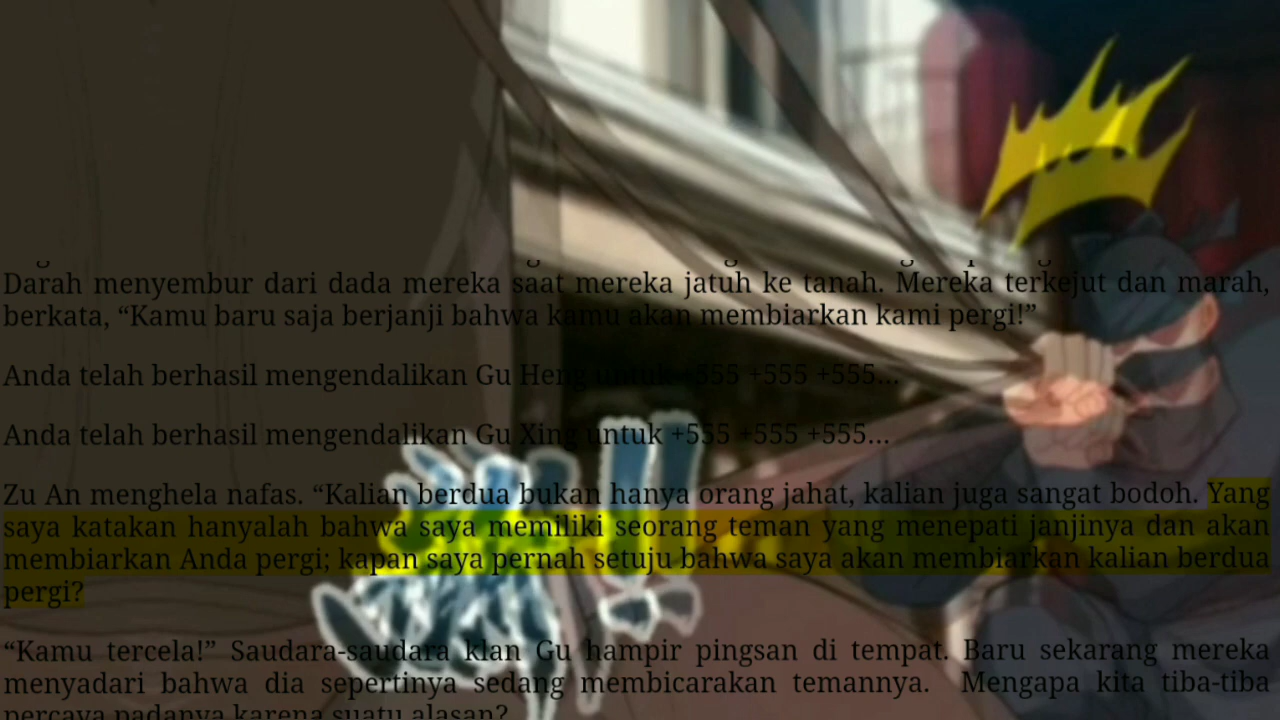 Darah menyembur dari dada mereka saat mereka jatuh ke tanah. Mereka terkejut dan marah,
berkata, “Kamu baru saja berjanji bahwa kamu akan membiarkan kami pergi!”
Anda telah berhasil mengendalikan Gu Heng untuk +555 +555 +555...
Anda telah berhasil mengendalikan Gu Xing untuk +555 +555 +555...
Zu An menghela nafas. “Kalian berdua bukan hanya orang jahat, kalian juga sangat bodoh. Yang
saya katakan hanyalah bahwa saya memiliki seorang teman yang menepati janjinya dan akan
membiarkan Anda pergi; kapan saya pernah setuju bahwa saya akan membiarkan kalian berdua
pergi?
“Kamu tercela!” Saudara-saudara klan Gu hampir pingsan di tempat. Baru sekarang mereka
menyadari bahwa dia sepertinya sedang membicarakan temannya. Mengapa kita tiba-tiba
percaya padanya karena suatu alasan?